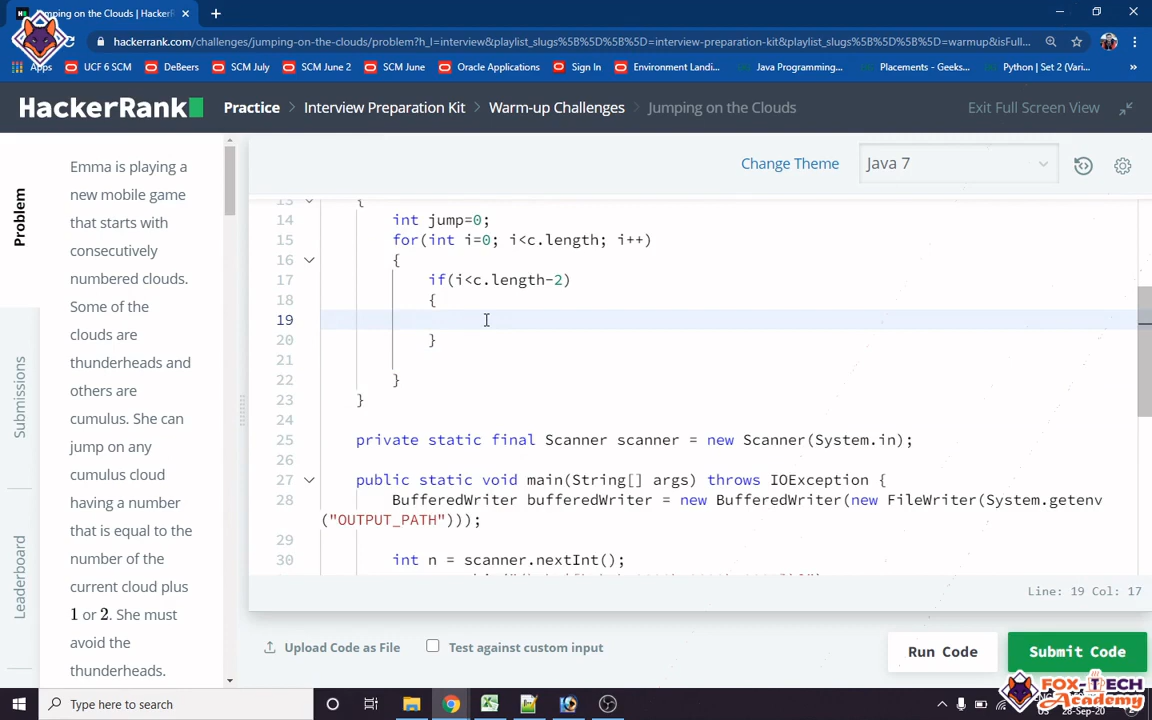 Jumping on the Clouds | HackerR
hackerrank.com/challenges/jumping-on-the-clouds/problem?h_l=interview&playlist_slugs%5B%5D%5B%5D=interview-preparation-kit&playlist_slugs%5B%5D%5B%5D=warmup&isFull...
Apps UCF 6 SCM DeBeers SCM July SCM June 2 SCM June Oracle Applications Sign In Environment Landi... Java Programming... Placements - Geeks... Python | Set 2 (Vari... »
HackerRank Practice > Interview Preparation Kit > Warm-up Challenges > Jumping on the Clouds Exit Full Screen View
Problem
Submissions
Leaderboard
Emma is playing a
new mobile game
that starts with
consecutively
numbered clouds.
Some of the
clouds are
thunderheads and
others are
cumulus. She can
jump on any
cumulus cloud
having a number
that is equal to the
number of the
current cloud plus
1 or 2. She must
avoid the
thunderheads.
Change Theme Java 7
13 {
14 int jump=0;
15 for(int i=0; i<c.length; i++)
16 {
17 if(i<c.length-2)
18 {
19
20 }
21
22 }
23 }
24
25 private static final Scanner scanner = new Scanner(System.in);
26
27 public static void main(String[] args) throws IOException {
28 BufferedWriter bufferedWriter = new BufferedWriter(new FileWriter(System.getenv
("OUTPUT_PATH")));
29
30 int n = scanner.nextInt();
Line: 19 Col: 17
Upload Code as File Test against custom input Run Code Submit Code
Type here to search
28-Sep-20
FOX-TECH
Academy